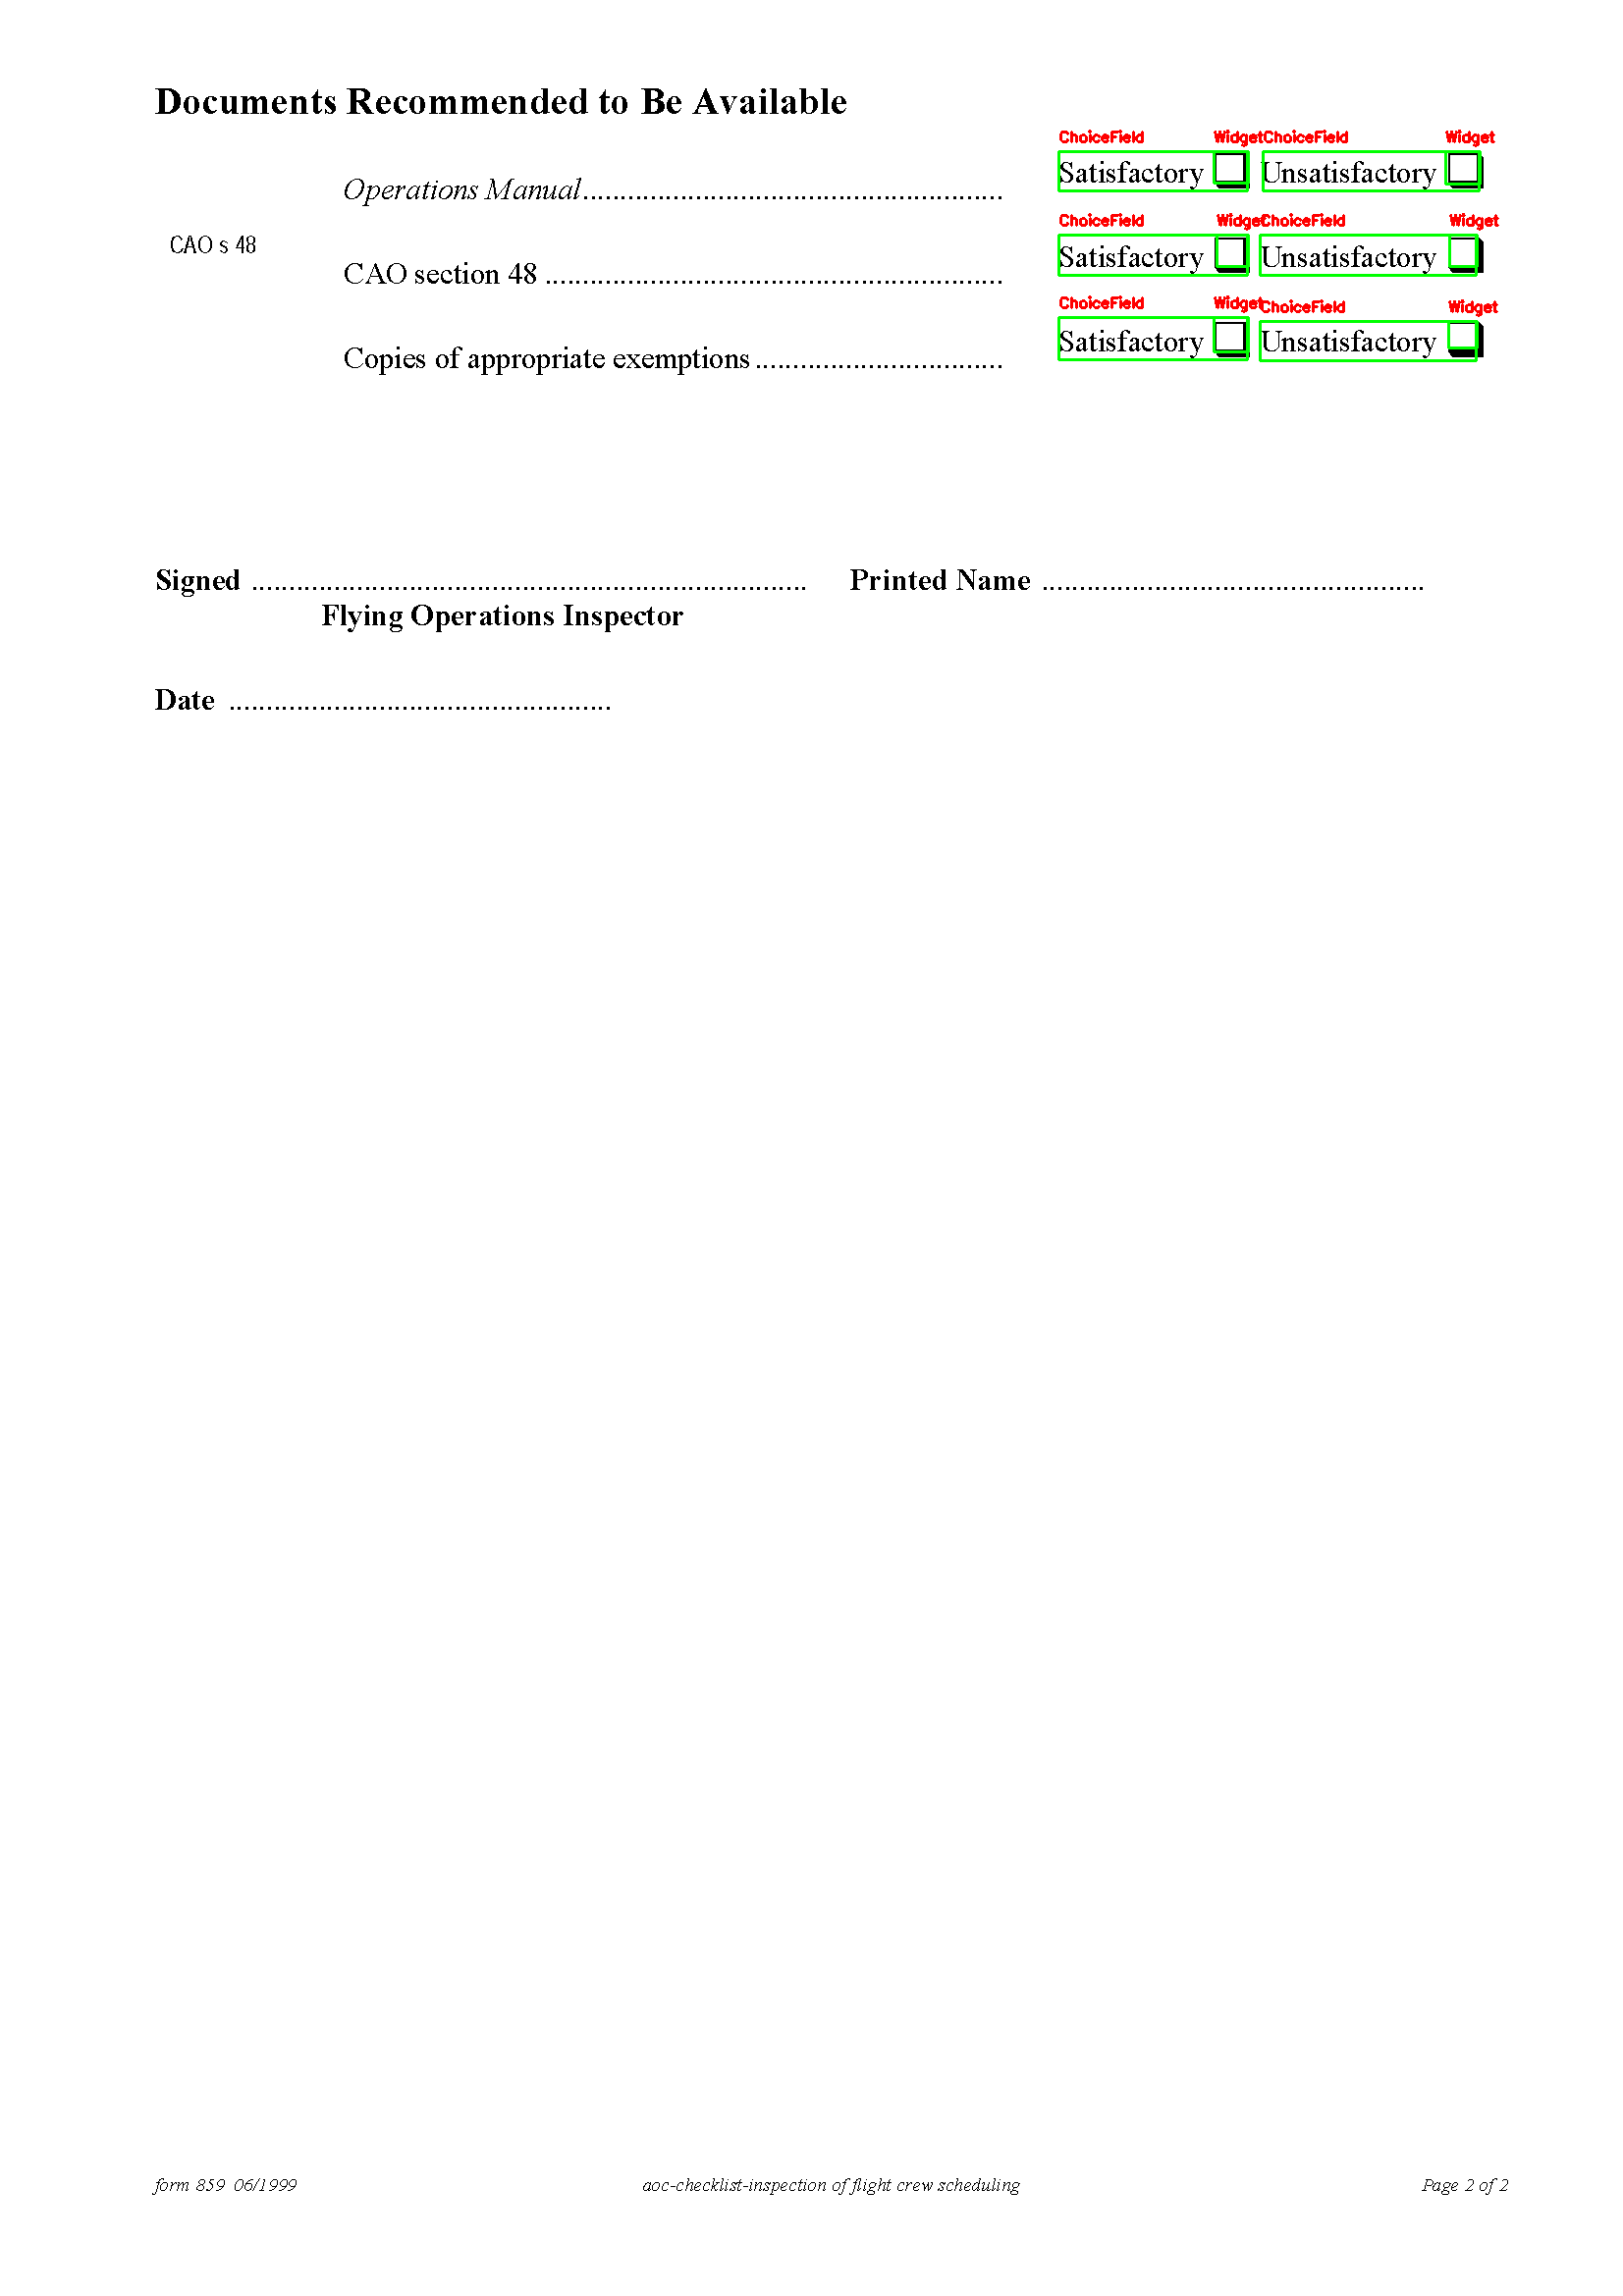 Documents Recommended to Be Available
ChoiceField Widget ChoiceField Widget
Operations Manual........................................................ Satisfactory Unsatisfactory
ChoiceField Widget ChoiceField Widget
CAO s 48
CAO section 48 ............................................................. Satisfactory Unsatisfactory
ChoiceField Widget ChoiceField Widget
Copies of appropriate exemptions ................................. Satisfactory Unsatisfactory
Signed .......................................................................... Printed Name ...................................................
Flying Operations Inspector
Date ...................................................
form 859 06/1999 aoc-checklist-inspection of flight crew scheduling Page 2 of 2